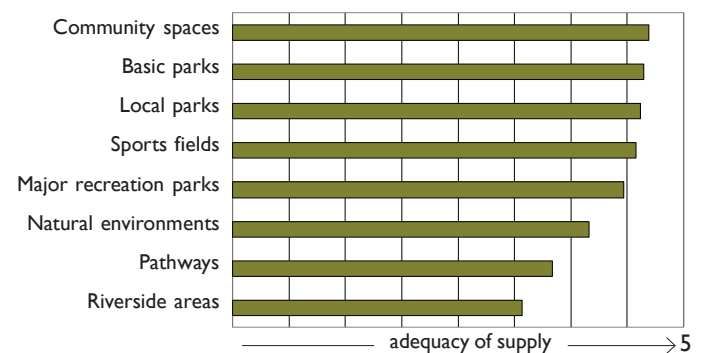 Community spaces
Basic parks
Local parks
Sports fields
Major recreation parks
Natural environments
Pathways
Riverside areas
adequacy of supply 5